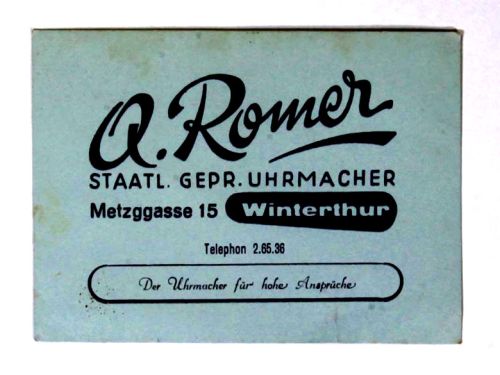 A. Romer
STAATL. GEPR. UHRMACHER
Metzggasse 15 Winterthur
Telephon 2.65.36
Der Uhrmacher für hohe Ansprüche